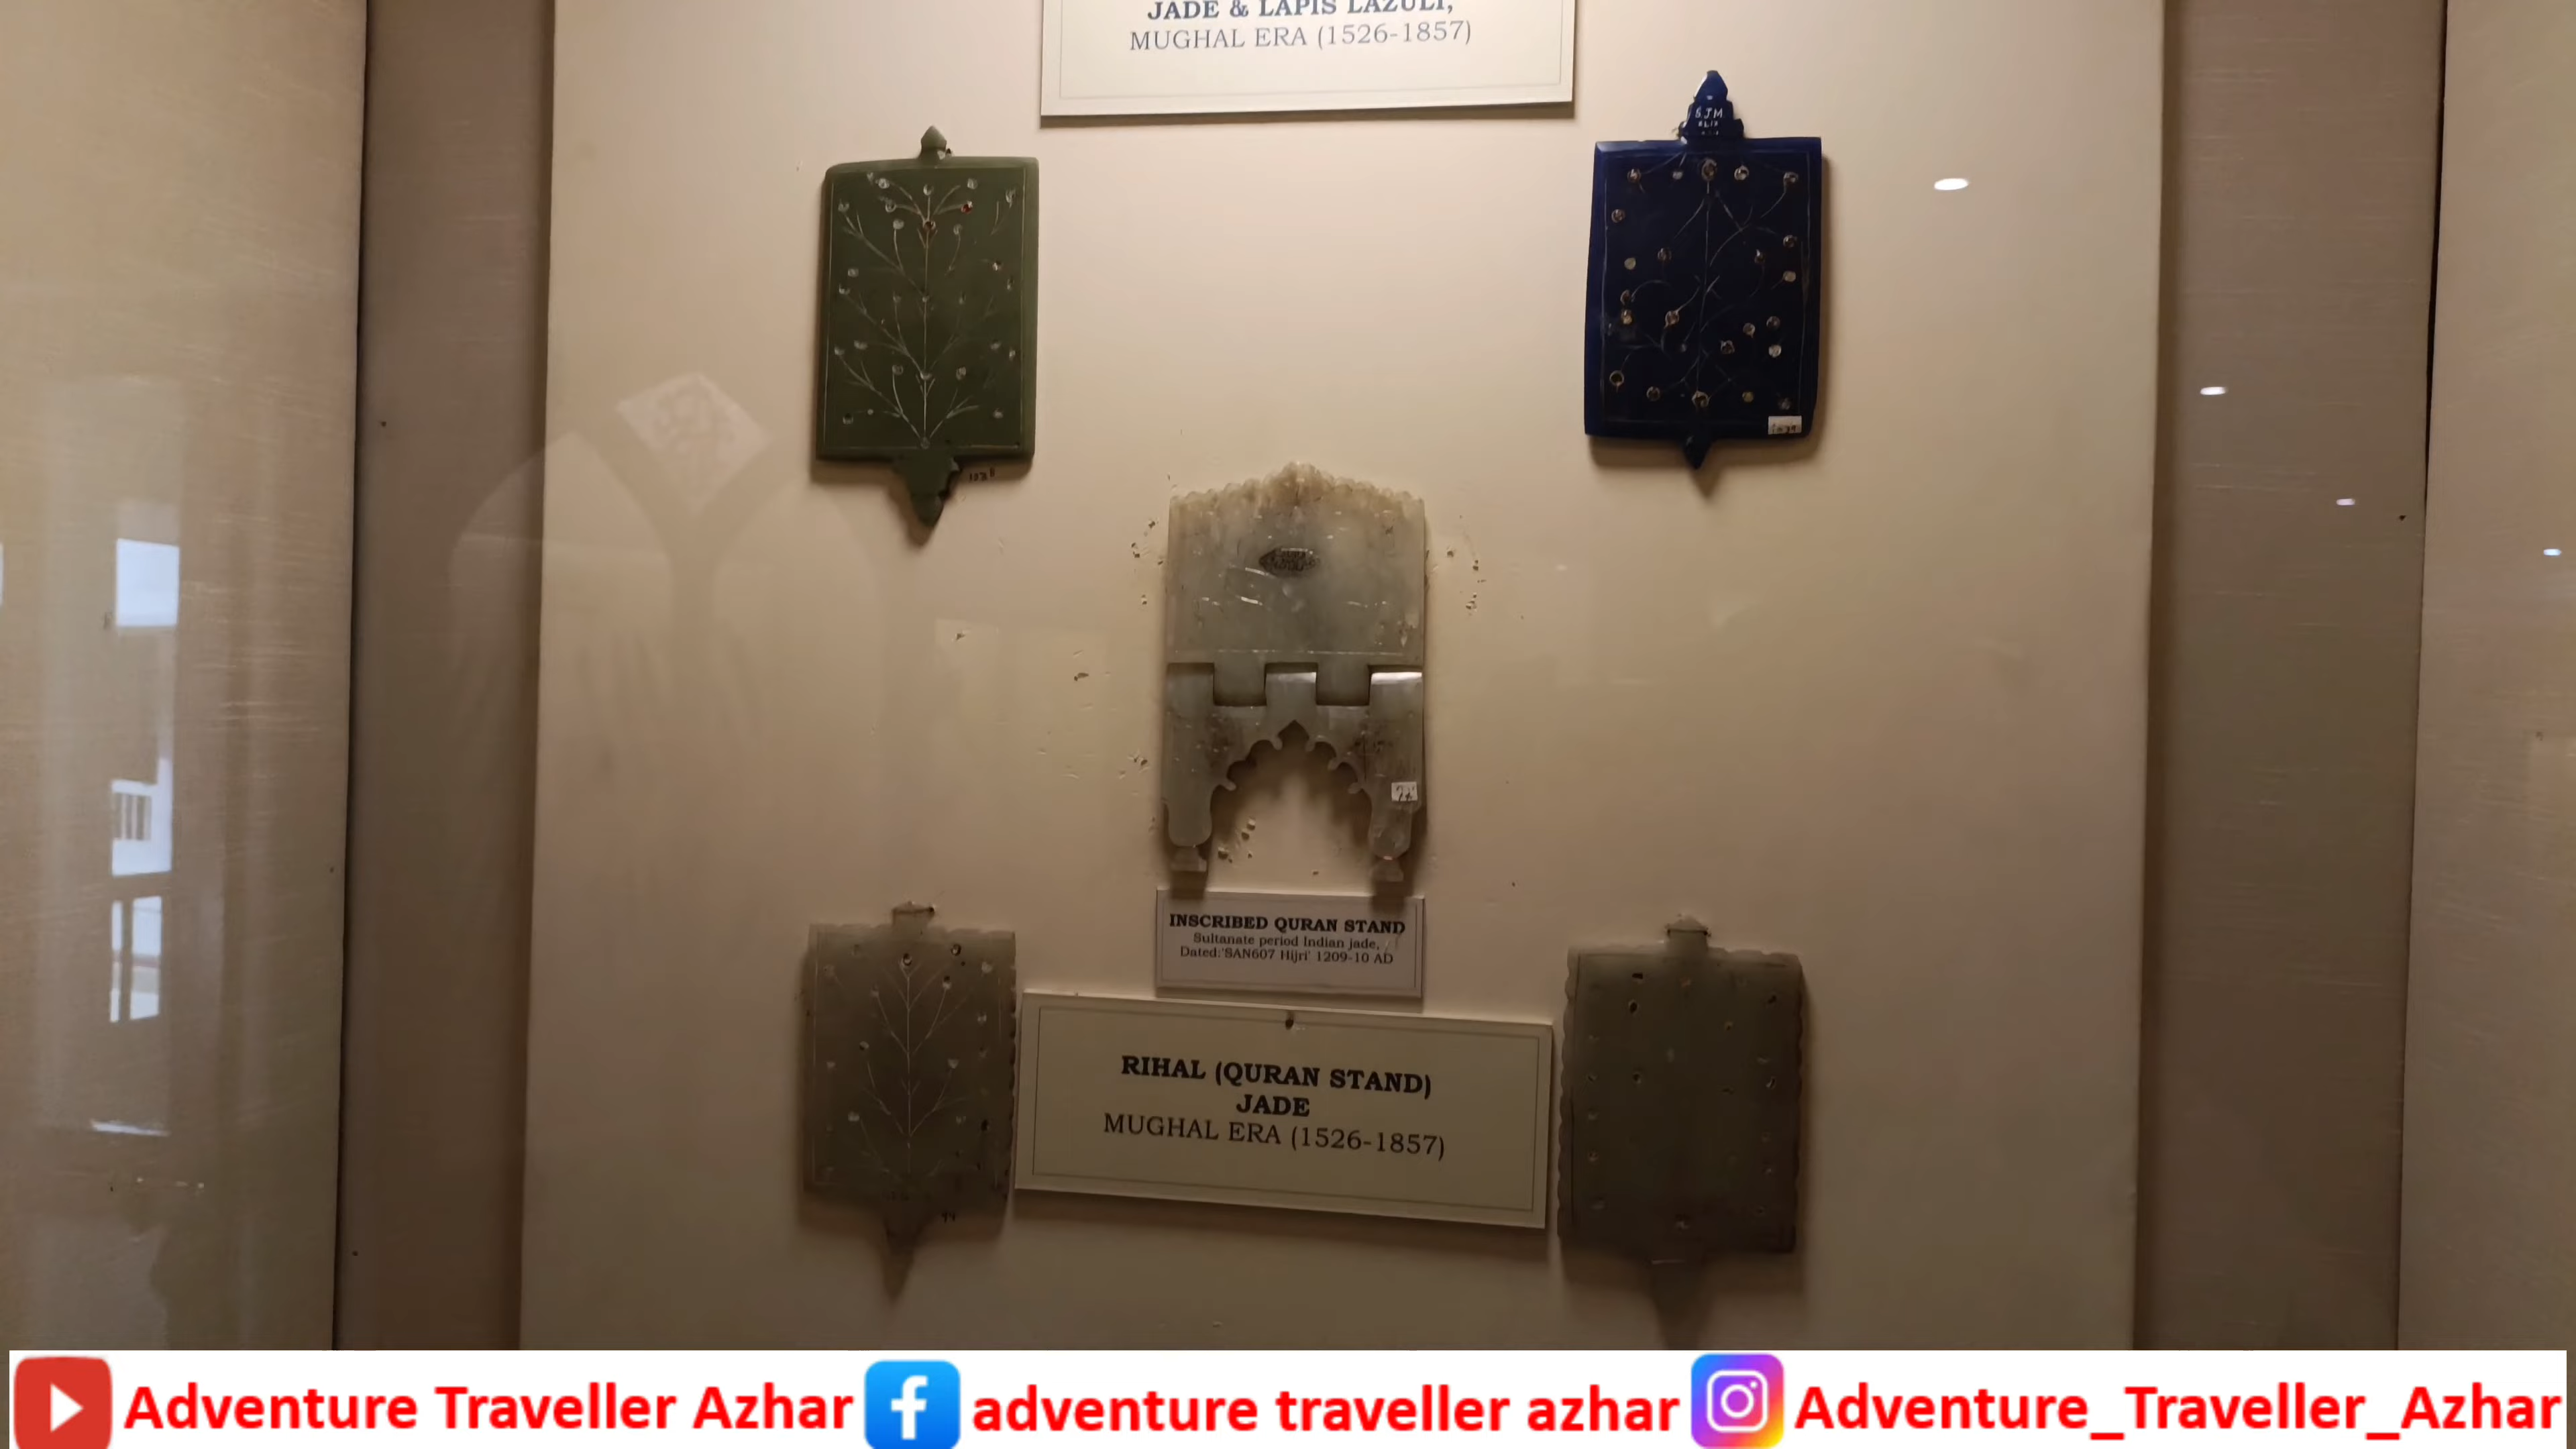 JADE & LAPIS LAZULI,
MUGHAL ERA (1526-1857)
SJM
INSCRIBED QURAN STAND
Sultanate period Indian jade,
Dated:'SAN607 Hijri' 1209-10 AD
RIHAL (QURAN STAND)
JADE
MUGHAL ERA (1526-1857)
Adventure Traveller Azhar
adventure traveller azhar
Adventure_Traveller_Azhar